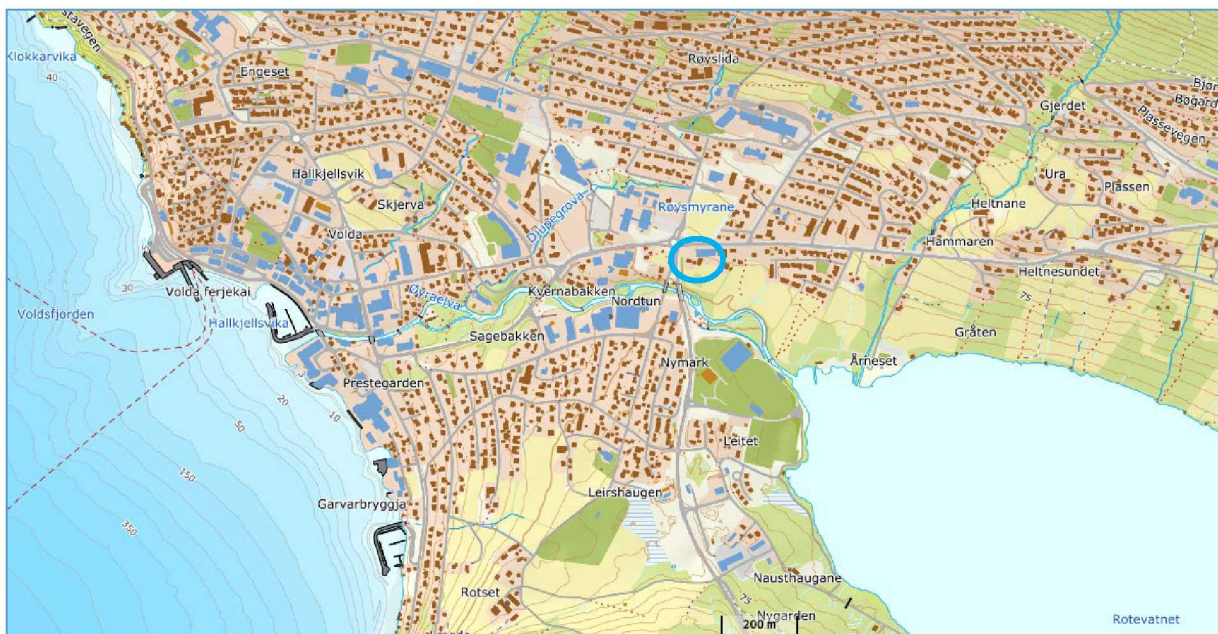 Klokkarvika
40
Engeset
Røyslida
Gjerdet
Bøgard
Plassevegen
Hallkjellsvik
Skjerva
Djupegrova
Røysmyrane
Ura
Plassen
Heltnane
Volda
Hammaren
Heltnesundet
Volda ferjekai
30
Øyraelva
Kvernabakken
Nordtun
75
Voldsfjorden
Hallkjellsvika
Sagebakken
Gråten
Nymark
Årneset
Prestegarden
20
10
50
Leitet
150
Leirshaugen
Garvarbryggja
350
Nausthaugane
Rotset
75
Nygarden
200 m
Rotevatnet